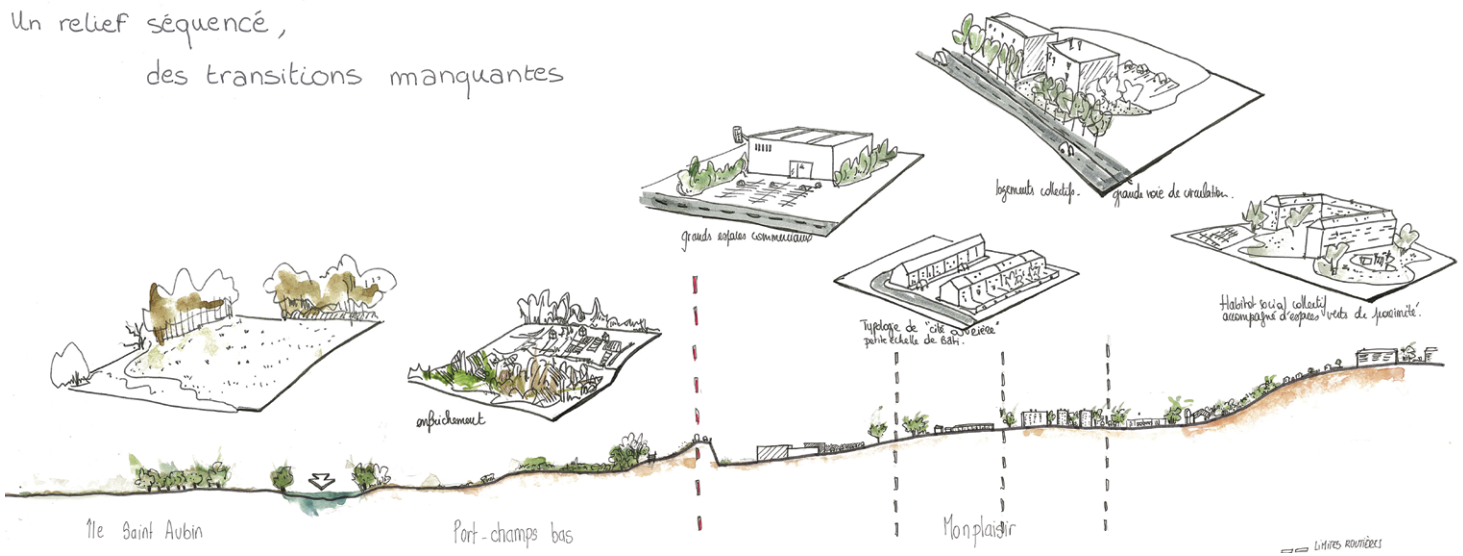 Un relief séquencé,
des transitions manquantes
logements collectifs.
grande voie de circulation.
grands espaces commerciaux
Typologie de "cité ouvrière"
petite échelle de Bâti.
Habitat social collectif
accompagné d'espaces verts de proximité.
enfrichement
île Saint Aubin
Port-champs bas
Monplaisir
LIMITES ROUTIÈRES